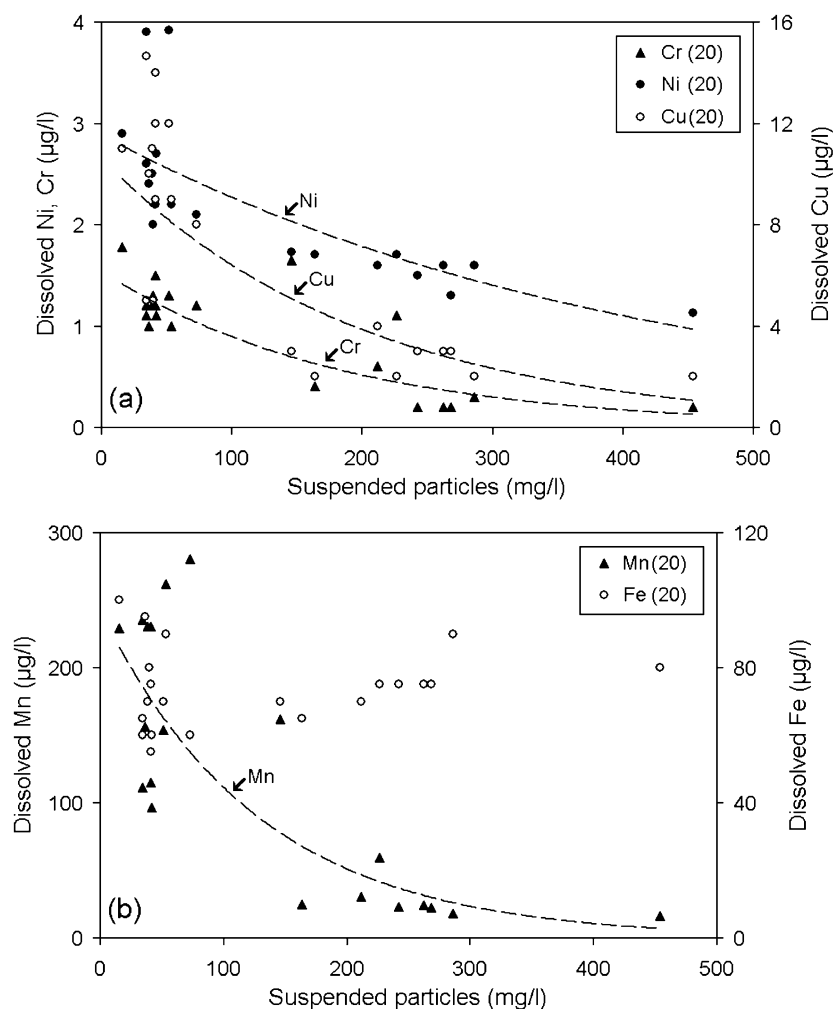 Dissolved Ni, Cr (µg/l)
4
3
2
1
0
Cr (20)
Ni (20)
Cu (20)
Ni
Cu
Cr
(a)
16
12
8
4
0
Dissolved Cu (µg/l)
0 100 200 300 400 500
Suspended particles (mg/l)
Dissolved Mn (µg/l)
300
200
100
0
Mn (20)
Fe (20)
Mn
(b)
120
80
40
0
Dissolved Fe (µg/l)
0 100 200 300 400 500
Suspended particles (mg/l)